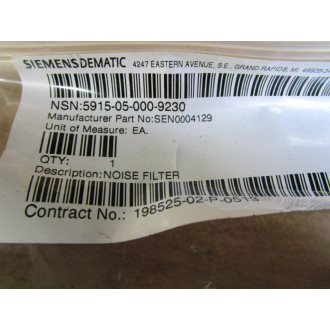 SIEMENS DEMATIC 4247 EASTERN AVENUE, S.E., GRAND RAPIDS, MI
NSN:5915-05-000-9230
Manufacturer Part No:SEN0004129
Unit of Measure: EA.
QTY: 1
Description:NOISE FILTER
Contract No.: 198525-02-P-0513